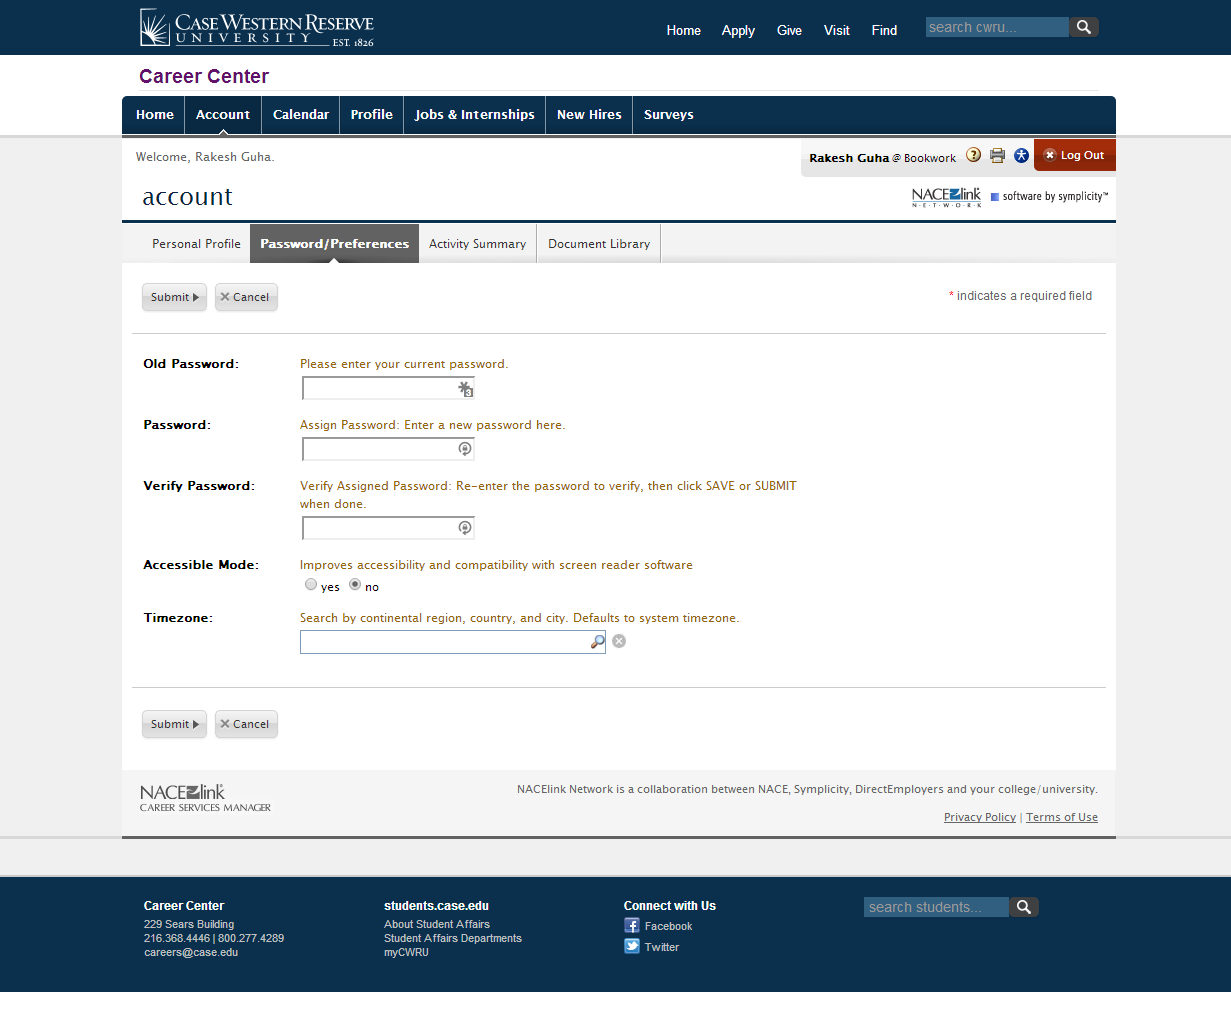 CASE WESTERN RESERVE
UNIVERSITY EST. 1826
Home Apply Give Visit Find
search cwru...
Career Center
Home Account Calendar Profile Jobs & Internships New Hires Surveys
Welcome, Rakesh Guha.
Rakesh Guha @ Bookwork ? Log Out
account
NACElink
NETWORK
software by symplicity™
Personal Profile Password/Preferences Activity Summary Document Library
Submit Cancel
* indicates a required field
Old Password: Please enter your current password.
3
Password: Assign Password: Enter a new password here.
Verify Password: Verify Assigned Password: Re-enter the password to verify, then click SAVE or SUBMIT
when done.
Accessible Mode: Improves accessibility and compatibility with screen reader software
yes no
Timezone: Search by continental region, country, and city. Defaults to system timezone.
Submit Cancel
NACElink
CAREER SERVICES MANAGER
NACElink Network is a collaboration between NACE, Symplicity, DirectEmployers and your college/university.
Privacy Policy | Terms of Use
Career Center
229 Sears Building
216.368.4446 | 800.277.4289
careers@case.edu
students.case.edu
About Student Affairs
Student Affairs Departments
myCWRU
Connect with Us
Facebook
Twitter
search students...